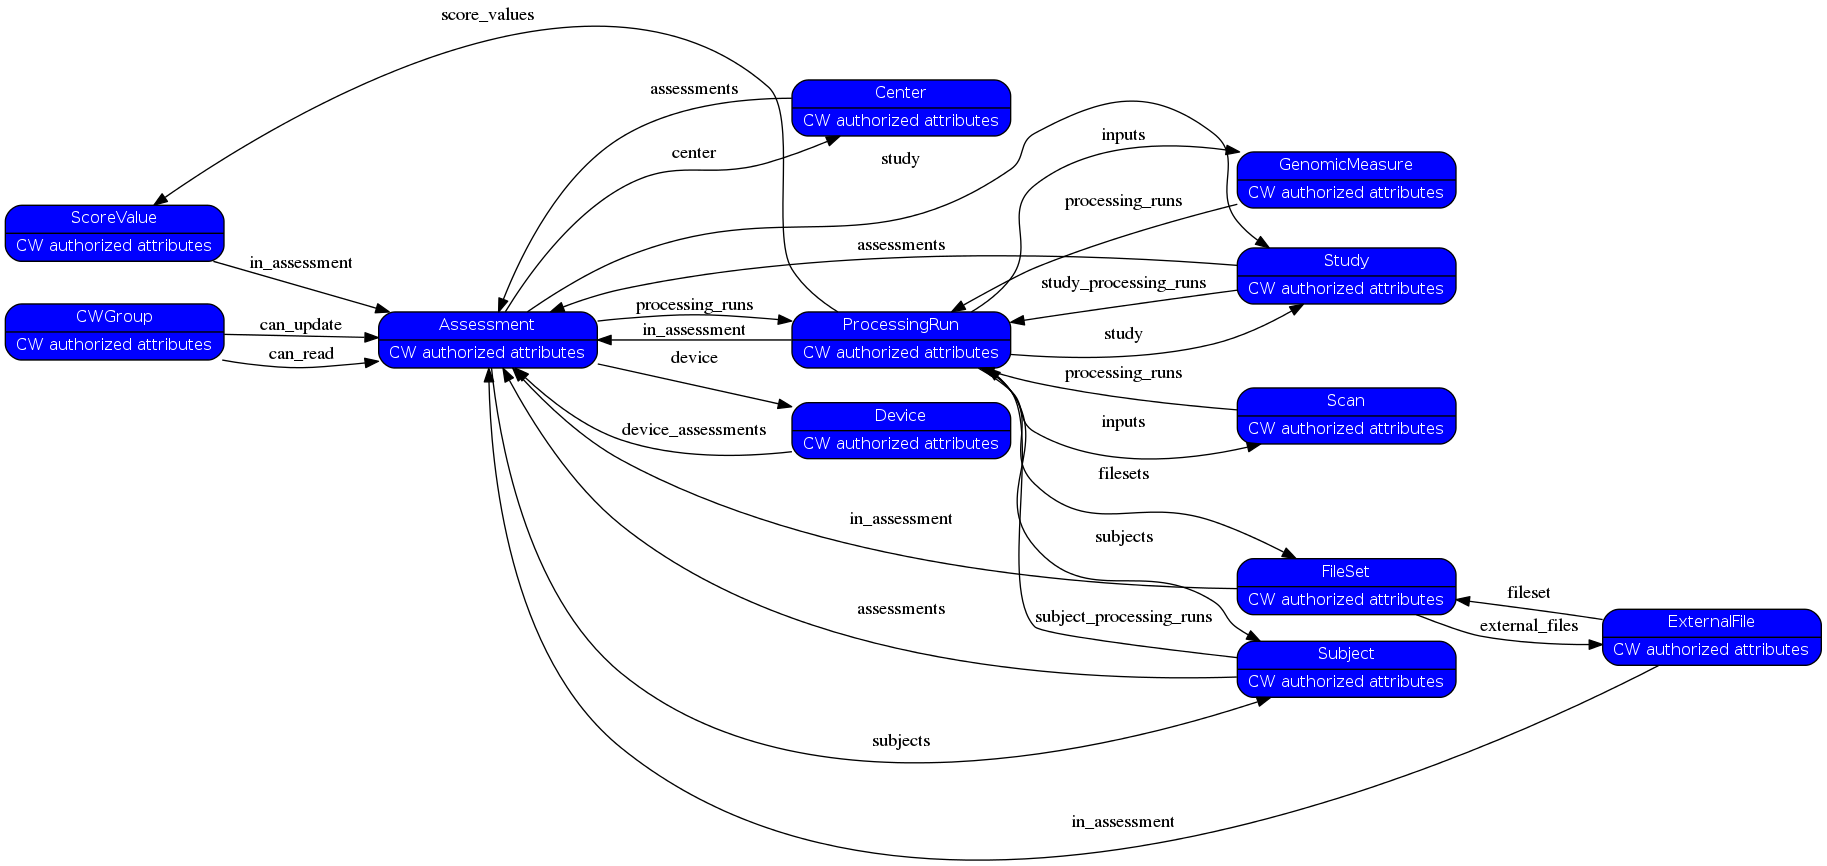 score_values
assessments
Center
CW authorized attributes
center
study
inputs
GenomicMeasure
CW authorized attributes
processing_runs
ScoreValue
CW authorized attributes
in_assessment
assessments
Study
CW authorized attributes
study_processing_runs
CWGroup
CW authorized attributes
can_update
can_read
Assessment
CW authorized attributes
processing_runs
in_assessment
device
ProcessingRun
CW authorized attributes
study
processing_runs
Scan
CW authorized attributes
inputs
Device
CW authorized attributes
device_assessments
filesets
in_assessment
subjects
FileSet
CW authorized attributes
fileset
external_files
ExternalFile
CW authorized attributes
assessments
subject_processing_runs
Subject
CW authorized attributes
subjects
in_assessment